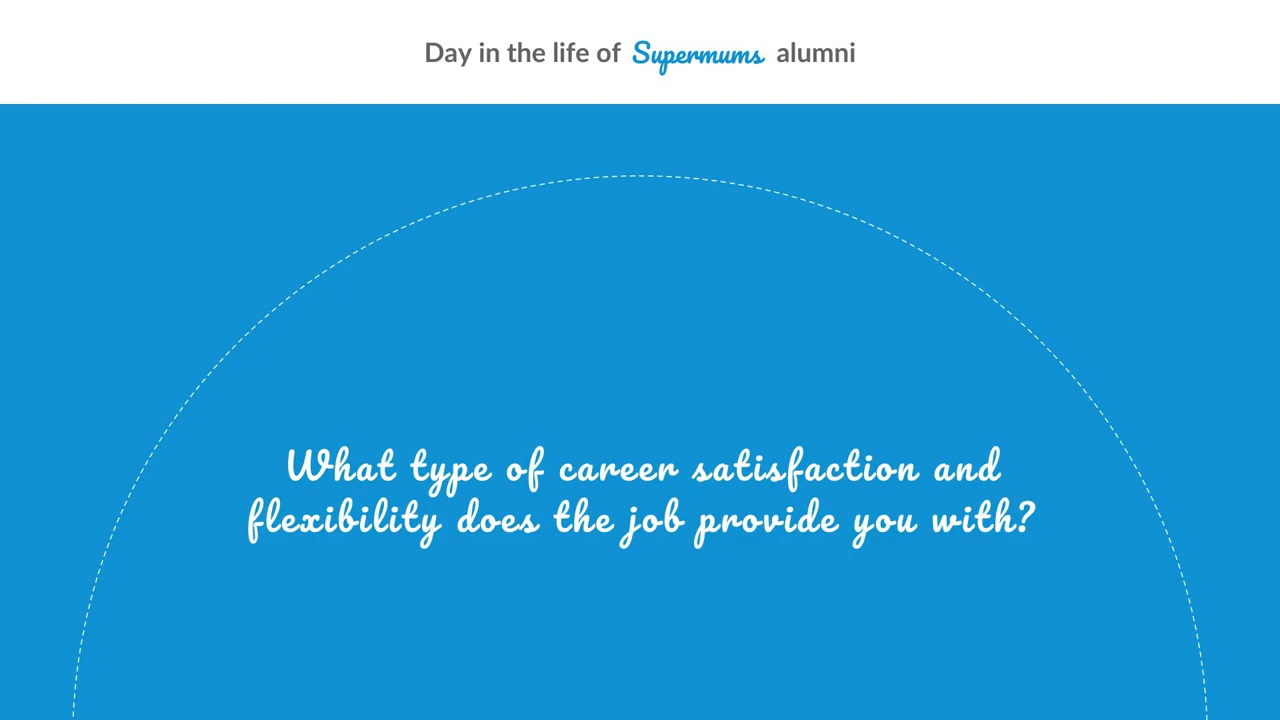 Day in the life of Supermums alumni
What type of career satisfaction and
flexibility does the job provide you with?